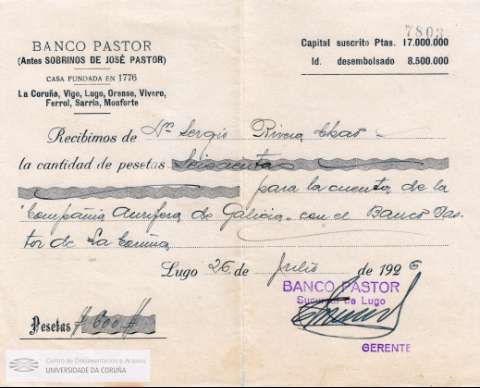 7803
BANCO PASTOR
(Antes SOBRINOS DE JOSÉ PASTOR)
CASA FUNDADA EN 1776
La Coruña, Vigo, Lugo, Orense, Vivero,
Ferrol, Sarria, Monforte
Capital suscrito Ptas. 17.000.000
Id. desembolsado 8.500.000
Recibimos de Sergio Rivera
la cantidad de pesetas Seiscientas
para la cuenta de la
"Compañia Aurifera de Galicia" con el Banco Pas-
tor de La Coruña
Lugo 26 de Julio de 1926
BANCO PASTOR
Sucursal de Lugo
GERENTE
Pesetas # 600 #
Centro de Documentación e Arquivo
UNIVERSIDADE DA CORUÑA